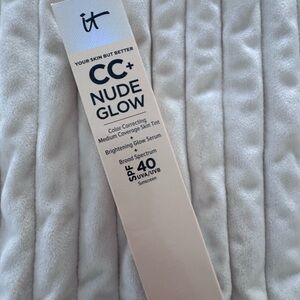 it
YOUR SKIN BUT BETTER
CC+
NUDE
GLOW
Color Correcting
Medium Coverage Skin Tint
+
Brightening Glow Serum
+
Broad Spectrum
SPF 40
UVA/UVB
Sunscreen